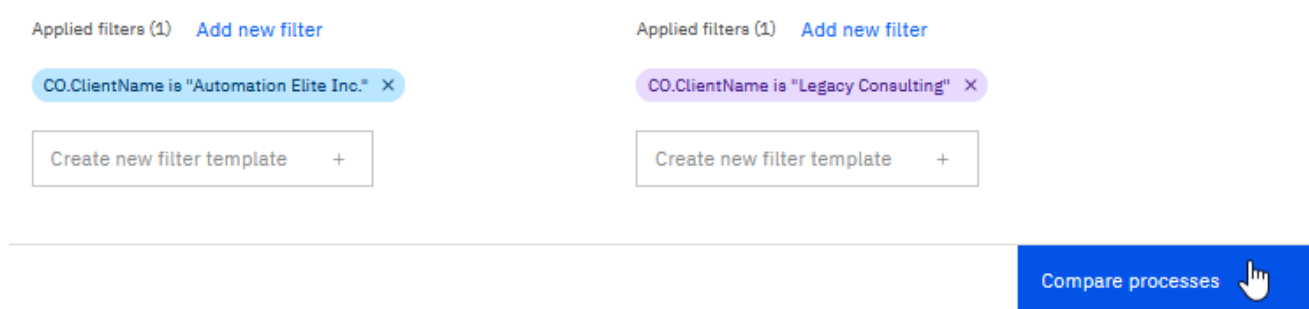 Applied filters (1) Add new filter Applied filters (1) Add new filter
CO.ClientName is "Automation Elite Inc." × CO.ClientName is "Legacy Consulting" ×
Create new filter template + Create new filter template +
Compare processes